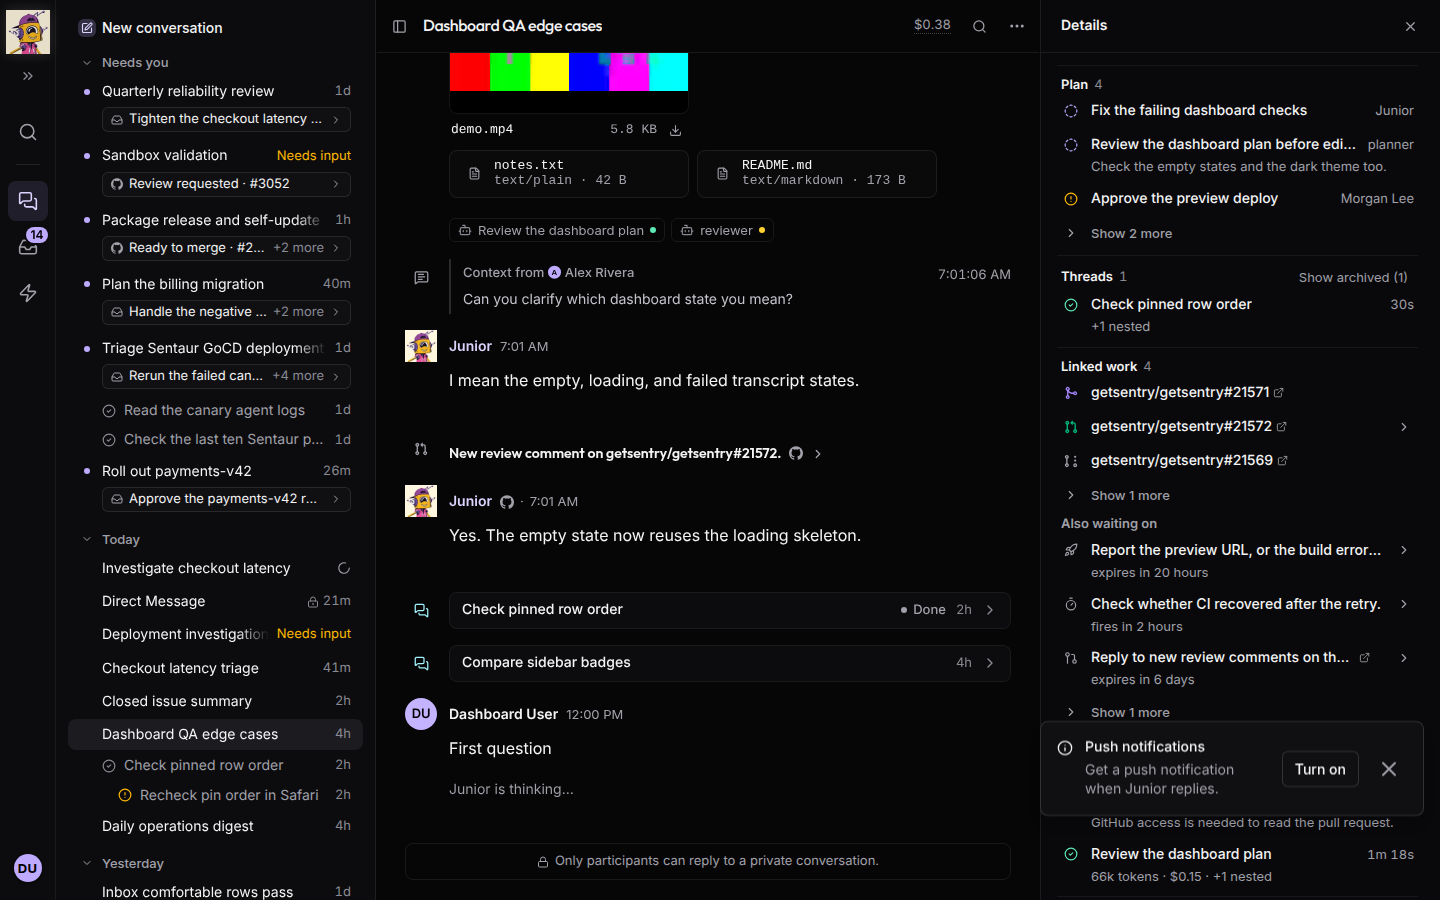 New conversation
Needs you
Quarterly reliability review 1d
Tighten the checkout latency ...
Sandbox validation Needs input
Review requested · #3052
Package release and self-update 1h
Ready to merge · #2... +2 more
14
Plan the billing migration 40m
Handle the negative ... +2 more
Triage Sentaur GoCD deployment 1d
Rerun the failed can... +4 more
Read the canary agent logs 1d
Check the last ten Sentaur p... 1d
Roll out payments-v42 26m
Approve the payments-v42 r...
Today
Investigate checkout latency
Direct Message 21m
Deployment investigation Needs input
Checkout latency triage 41m
Closed issue summary 2h
Dashboard QA edge cases 4h
Check pinned row order 2h
Recheck pin order in Safari 2h
Daily operations digest 4h
Yesterday
Inbox comfortable rows pass 1d
DU
Dashboard QA edge cases $0.38
demo.mp4 5.8 KB
notes.txt
text/plain · 42 B
README.md
text/markdown · 173 B
Review the dashboard plan
reviewer
Context from A Alex Rivera 7:01:06 AM
Can you clarify which dashboard state you mean?
Junior 7:01 AM
I mean the empty, loading, and failed transcript states.
New review comment on getsentry/getsentry#21572.
Junior · 7:01 AM
Yes. The empty state now reuses the loading skeleton.
Check pinned row order Done 2h
Compare sidebar badges 4h
DU Dashboard User 12:00 PM
First question
Junior is thinking...
Only participants can reply to a private conversation.
Details
Plan 4
Fix the failing dashboard checks Junior
Review the dashboard plan before edi... planner
Check the empty states and the dark theme too.
Approve the preview deploy Morgan Lee
Show 2 more
Threads 1 Show archived (1)
Check pinned row order 30s
+1 nested
Linked work 4
getsentry/getsentry#21571
getsentry/getsentry#21572
getsentry/getsentry#21569
Show 1 more
Also waiting on
Report the preview URL, or the build error...
expires in 20 hours
Check whether CI recovered after the retry.
fires in 2 hours
Reply to new review comments on th...
expires in 6 days
Show 1 more
Push notifications
Get a push notification
when Junior replies.
Turn on
GitHub access is needed to read the pull request.
Review the dashboard plan 1m 18s
66k tokens · $0.15 · +1 nested